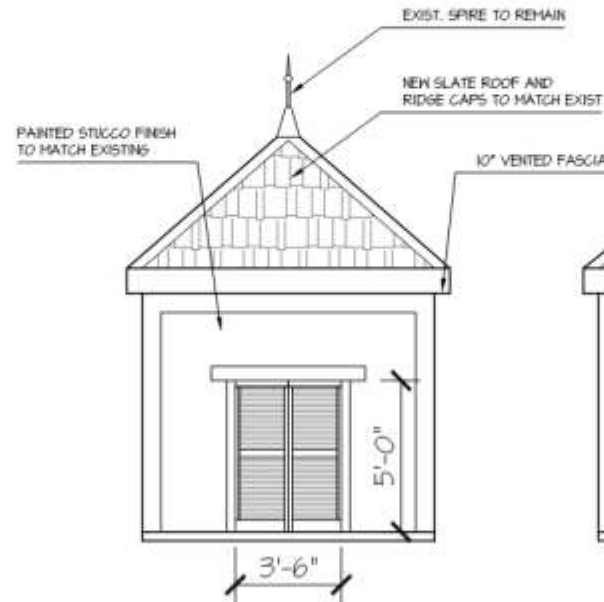 EXIST. SPIRE TO REMAIN
NEW SLATE ROOF AND
RIDGE CAPS TO MATCH EXIST
PAINTED STUCCO FINISH
TO MATCH EXISTING
10" VENTED FASCIA
5'-0"
3'-6"